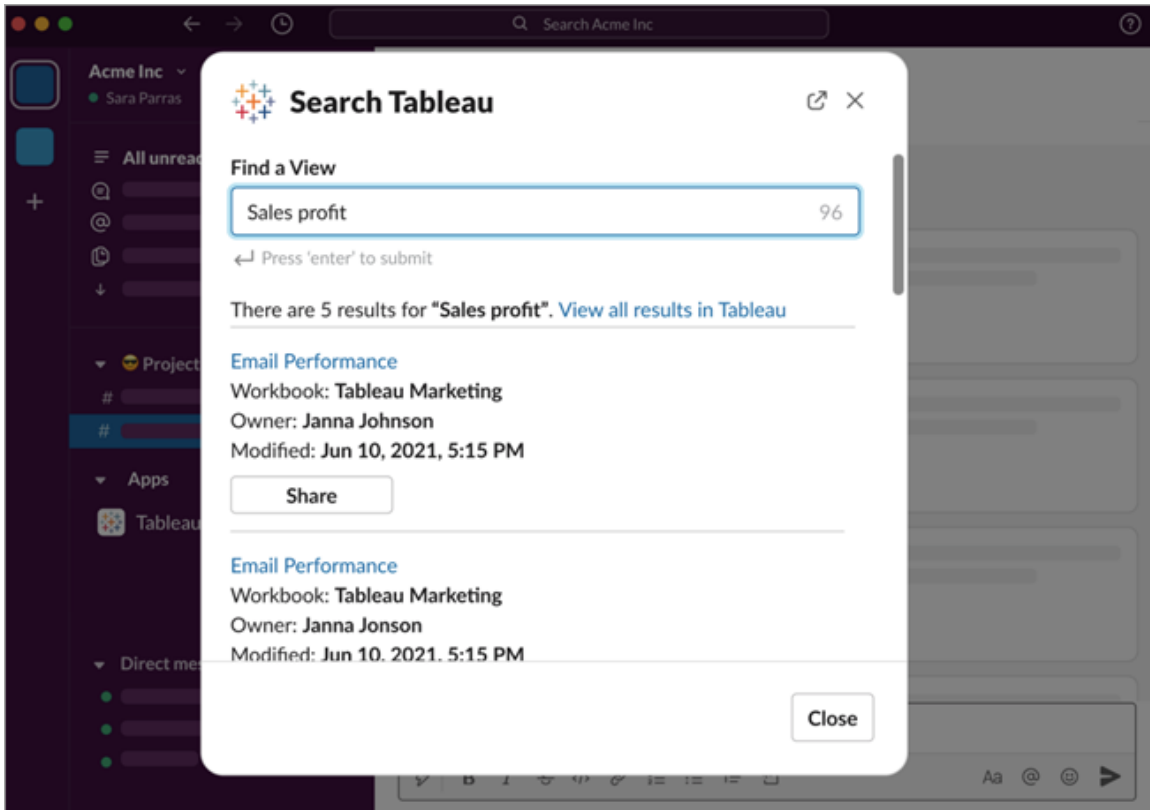 Search Acme Inc
Acme Inc
Sara Parras
All unread
Project
Apps
Tableau
Direct mes
Search Tableau
Find a View
Sales profit 96
Press 'enter' to submit
There are 5 results for “Sales profit”. View all results in Tableau
Email Performance
Workbook: Tableau Marketing
Owner: Janna Johnson
Modified: Jun 10, 2021, 5:15 PM
Share
Email Performance
Workbook: Tableau Marketing
Owner: Janna Jonson
Modified: Jun 10, 2021, 5:15 PM
Close
Aa @